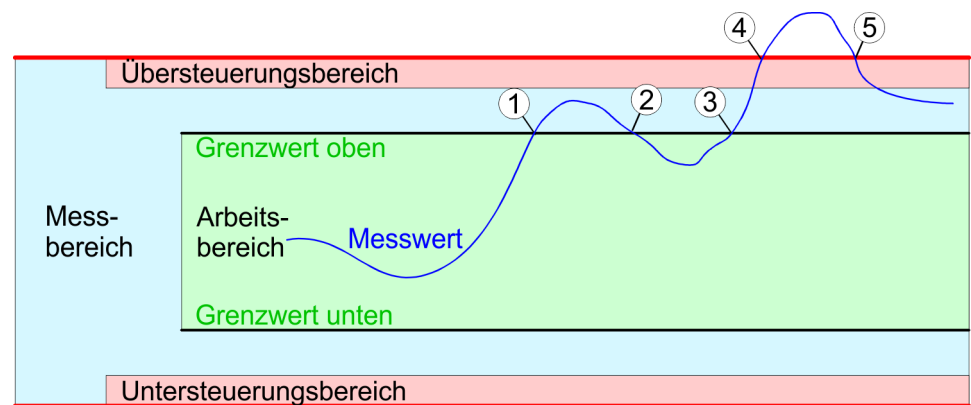 4
5
Übersteuerungsbereich
1
2
3
Grenzwert oben
Mess-
bereich
Arbeits-
bereich
Messwert
Grenzwert unten
Untersteuerungsbereich